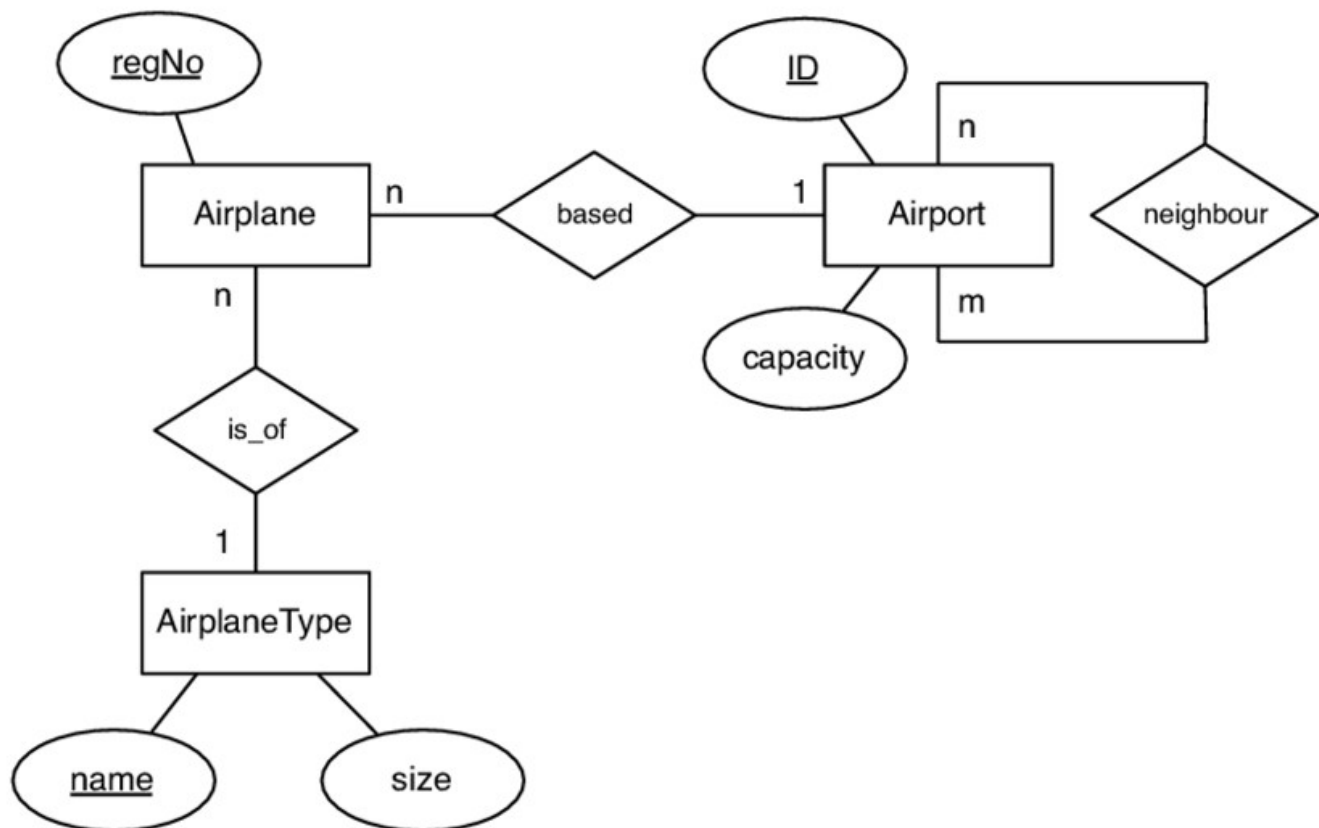 regNo
ID
n
Airplane
n
based
1
Airport
neighbour
n
m
capacity
is_of
1
AirplaneType
name
size